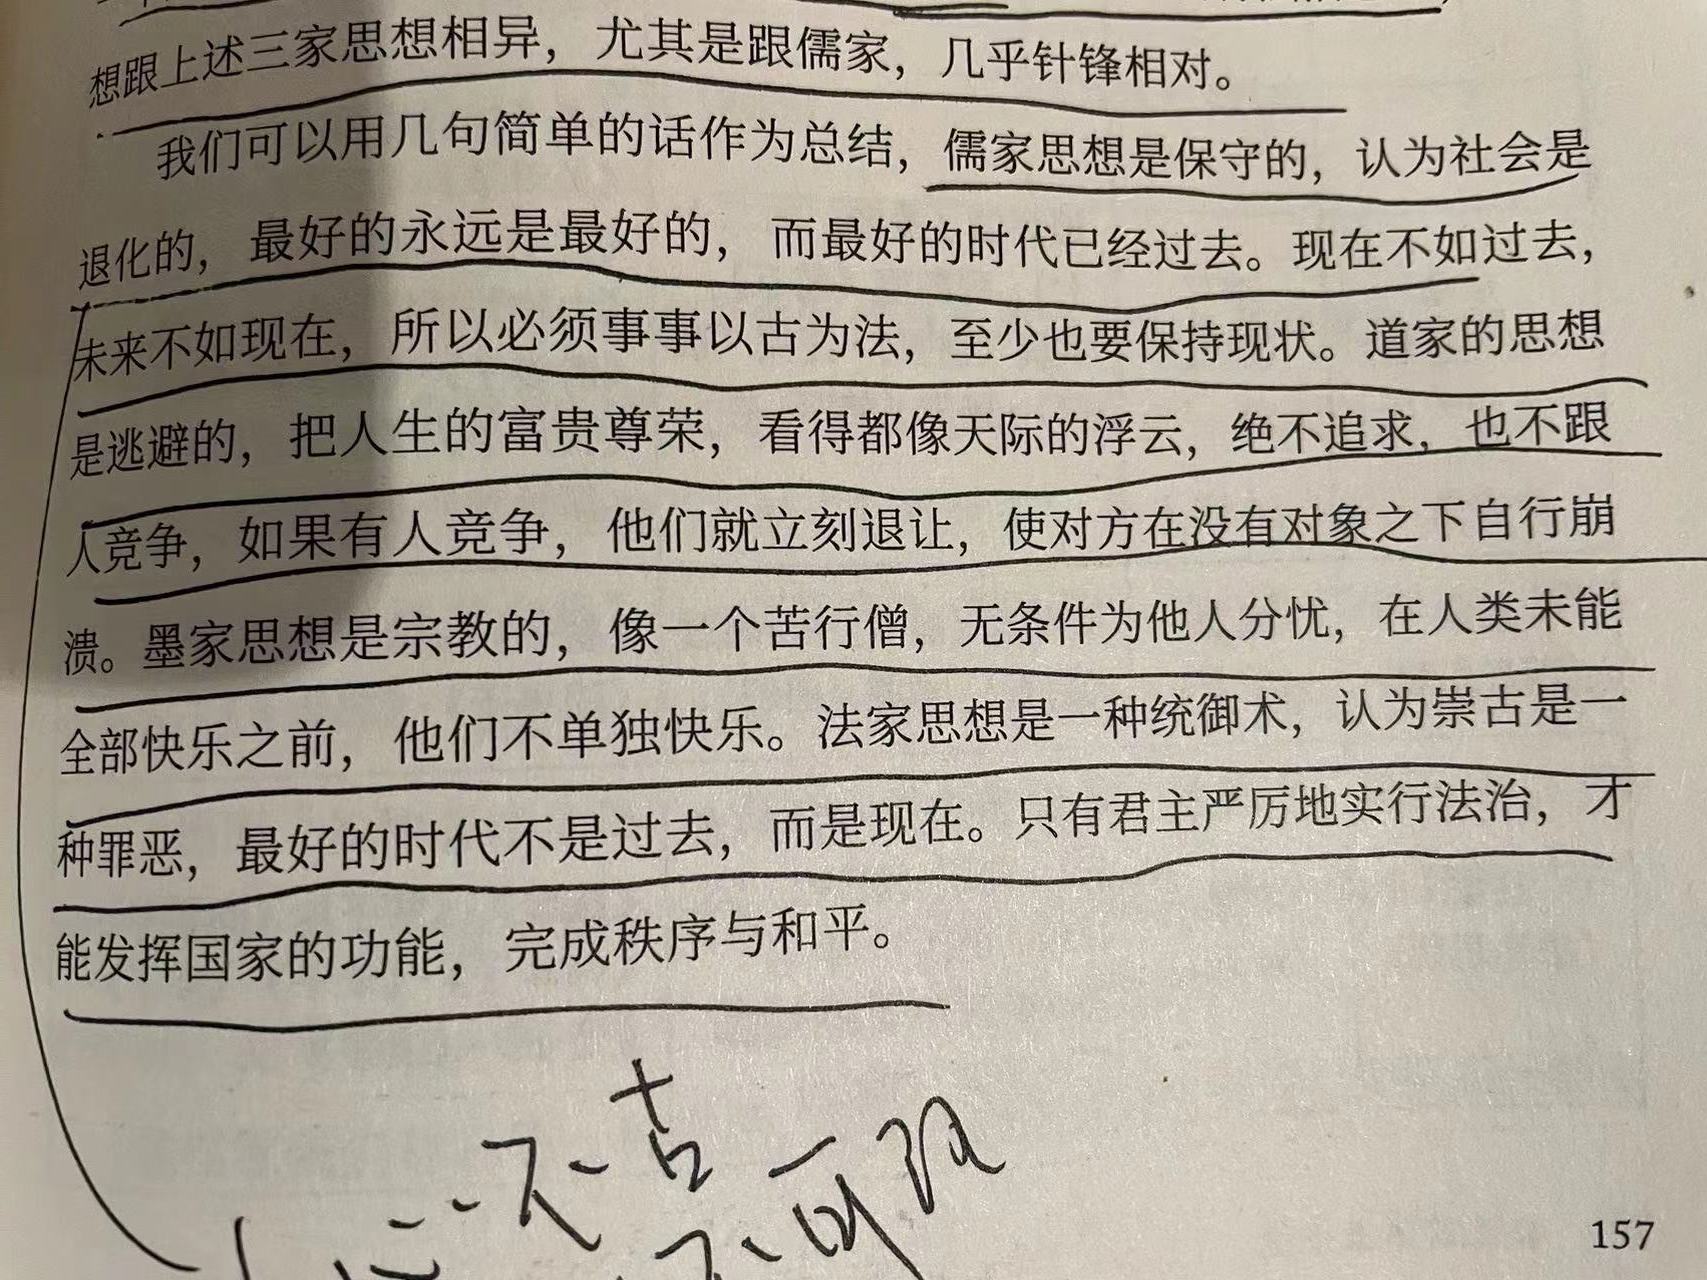 想跟上述三家思想相异，尤其是跟儒家，几乎针锋相对。
我们可以用几句简单的话作为总结，儒家思想是保守的，认为社会是
退化的，最好的永远是最好的，而最好的时代已经过去。现在不如过去，
未来不如现在，所以必须事事以古为法，至少也要保持现状。道家的思想
是逃避的，把人生的富贵尊荣，看得都像天际的浮云，绝不追求，也不跟
人竞争，如果有人竞争，他们就立刻退让，使对方在没有对象之下自行崩
溃。墨家思想是宗教的，像一个苦行僧，无条件为他人分忧，在人类未能
全部快乐之前，他们不单独快乐。法家思想是一种统御术，认为崇古是一
种罪恶，最好的时代不是过去，而是现在。只有君主严厉地实行法治，才
能发挥国家的功能，完成秩序与和平。
不古
不可
157